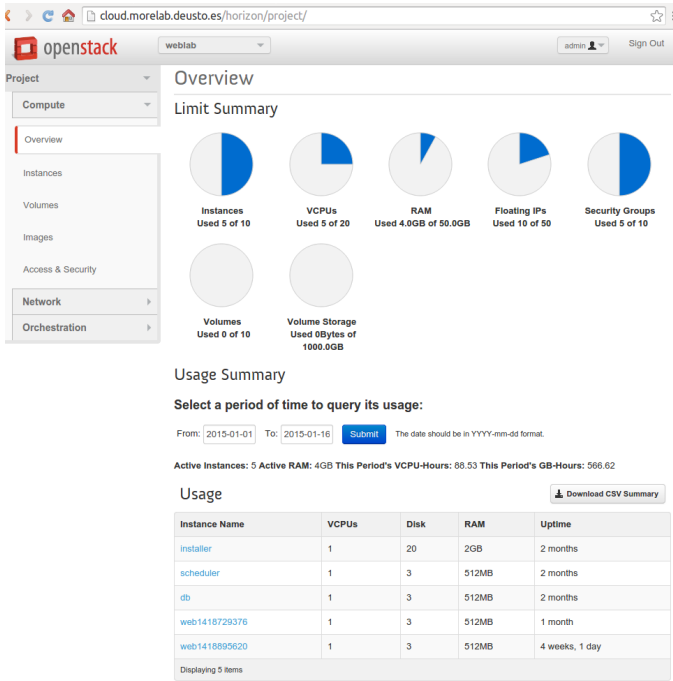 cloud.morelab.deusto.es/horizon/project/
openstack
weblab
admin
Sign Out
Project
Compute
Overview
Instances
Volumes
Images
Access & Security
Network
Orchestration
Overview
Limit Summary
Instances
Used 5 of 10
VCPUs
Used 5 of 20
RAM
Used 4.0GB of 50.0GB
Floating IPs
Used 10 of 50
Security Groups
Used 5 of 10
Volumes
Used 0 of 10
Volume Storage
Used 0Bytes of
1000.0GB
Usage Summary
Select a period of time to query its usage:
From: 2015-01-01 To: 2015-01-16 Submit The date should be in YYYY-mm-dd format.
Active Instances: 5 Active RAM: 4GB This Period's VCPU-Hours: 88.53 This Period's GB-Hours: 566.62
Usage
Download CSV Summary
Instance Name VCPUs Disk RAM Uptime
installer 1 20 2GB 2 months
scheduler 1 3 512MB 2 months
db 1 3 512MB 2 months
web1418729376 1 3 512MB 1 month
web1418895620 1 3 512MB 4 weeks, 1 day
Displaying 5 items